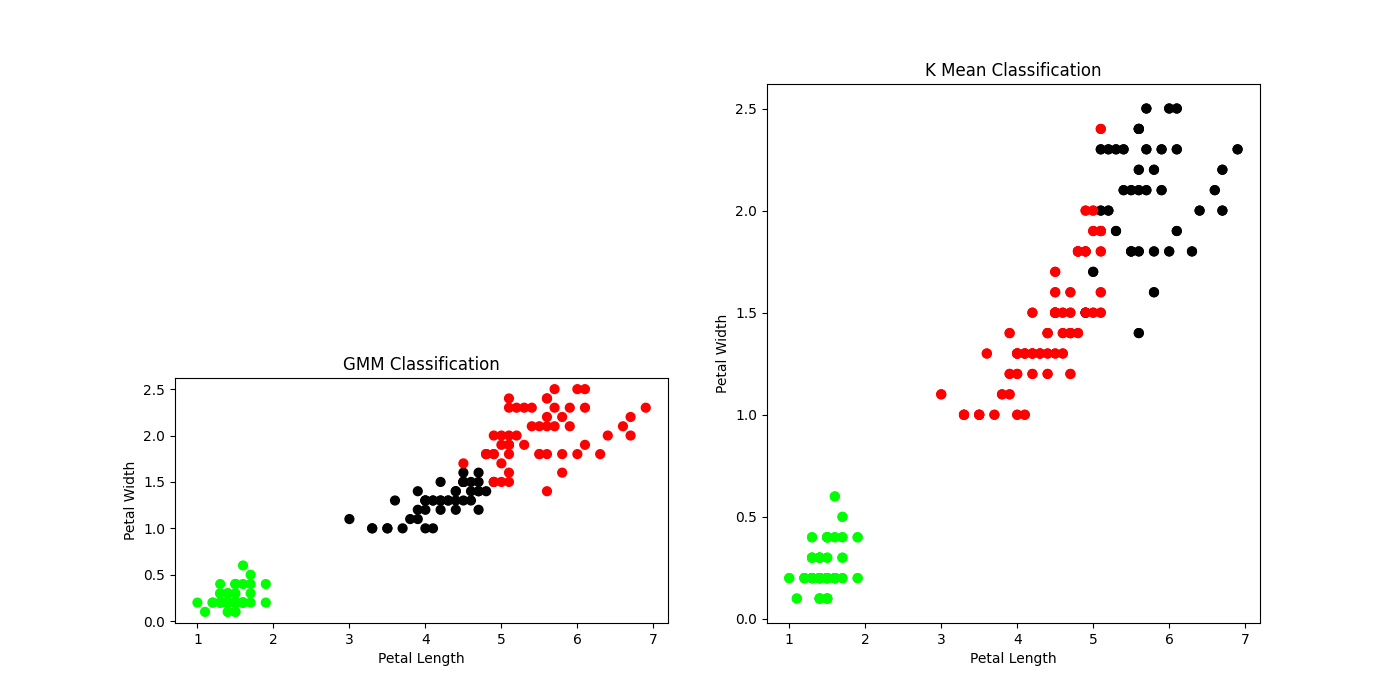 GMM Classification
Petal Width
2.5
2.0
1.5
1.0
0.5
0.0
1 2 3 4 5 6 7
Petal Length
K Mean Classification
Petal Width
2.5
2.0
1.5
1.0
0.5
0.0
1 2 3 4 5 6 7
Petal Length